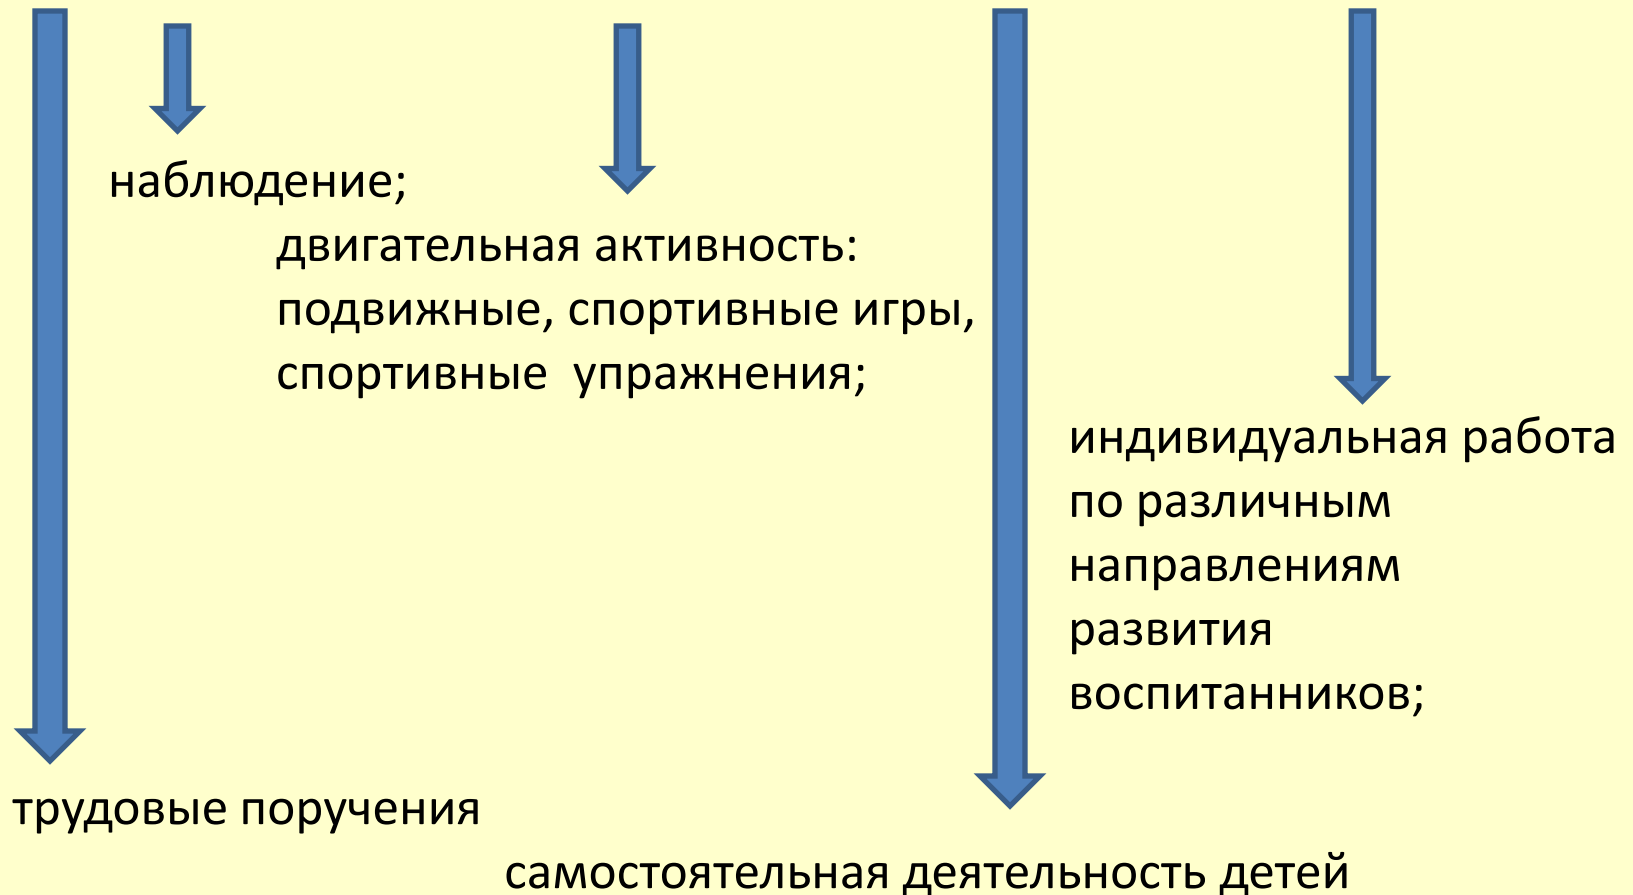 наблюдение;
двигательная активность:
подвижные, спортивные игры,
спортивные  упражнения;
индивидуальная работа
по различным
направлениям
развития
воспитанников;
трудовые поручения
самостоятельная деятельность детей